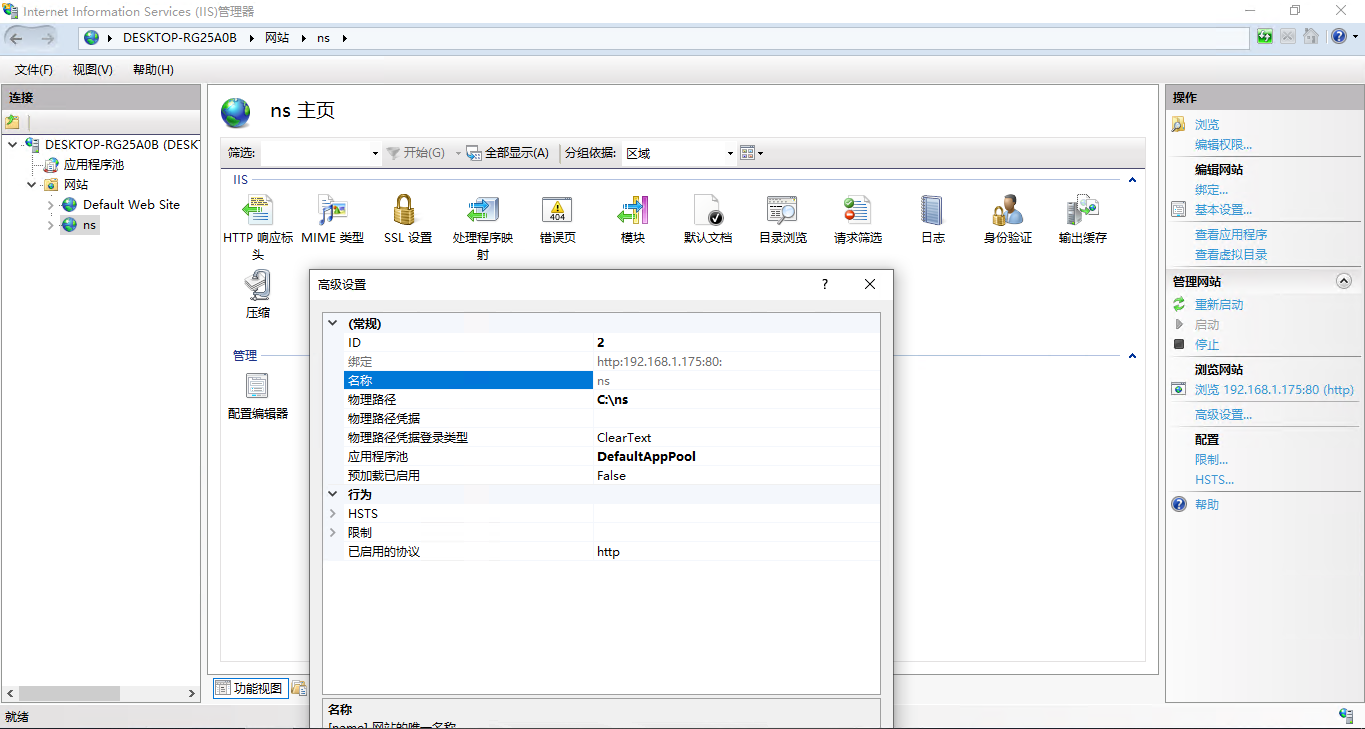 Internet Information Services (IIS)管理器
DESKTOP-RG25A0B
网站
ns
文件(F)
视图(V)
帮助(H)
连接
DESKTOP-RG25A0B (DESKT
应用程序池
网站
Default Web Site
ns
ns 主页
筛选:
开始(G)
全部显示(A)
分组依据:
区域
IIS
HTTP 响应标
头
MIME 类型
SSL 设置
处理程序映
射
404
错误页
模块
默认文档
目录浏览
请求筛选
日志
身份验证
输出缓存
压缩
管理
配置编辑器
高级设置
?
(常规)
ID
2
绑定
http:192.168.1.175:80:
名称
ns
物理路径
C:\ns
物理路径凭据
物理路径凭据登录类型
ClearText
应用程序池
DefaultAppPool
预加载已启用
False
行为
HSTS
限制
已启用的协议
http
名称
[name] 网站的唯一名称
功能视图
操作
浏览
编辑权限...
编辑网站
绑定...
基本设置...
查看应用程序
查看虚拟目录
管理网站
重新启动
启动
停止
浏览网站
浏览 192.168.1.175:80 (http)
高级设置...
配置
限制...
HSTS...
帮助
就绪